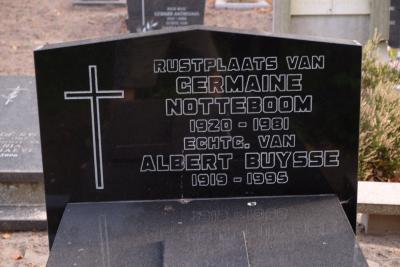 RUSTPLAATS VAN
GERMAINE
NOTTEBOOM
1920 - 1981
ECHTG. VAN
ALBERT BUYSSE
1919 - 1995